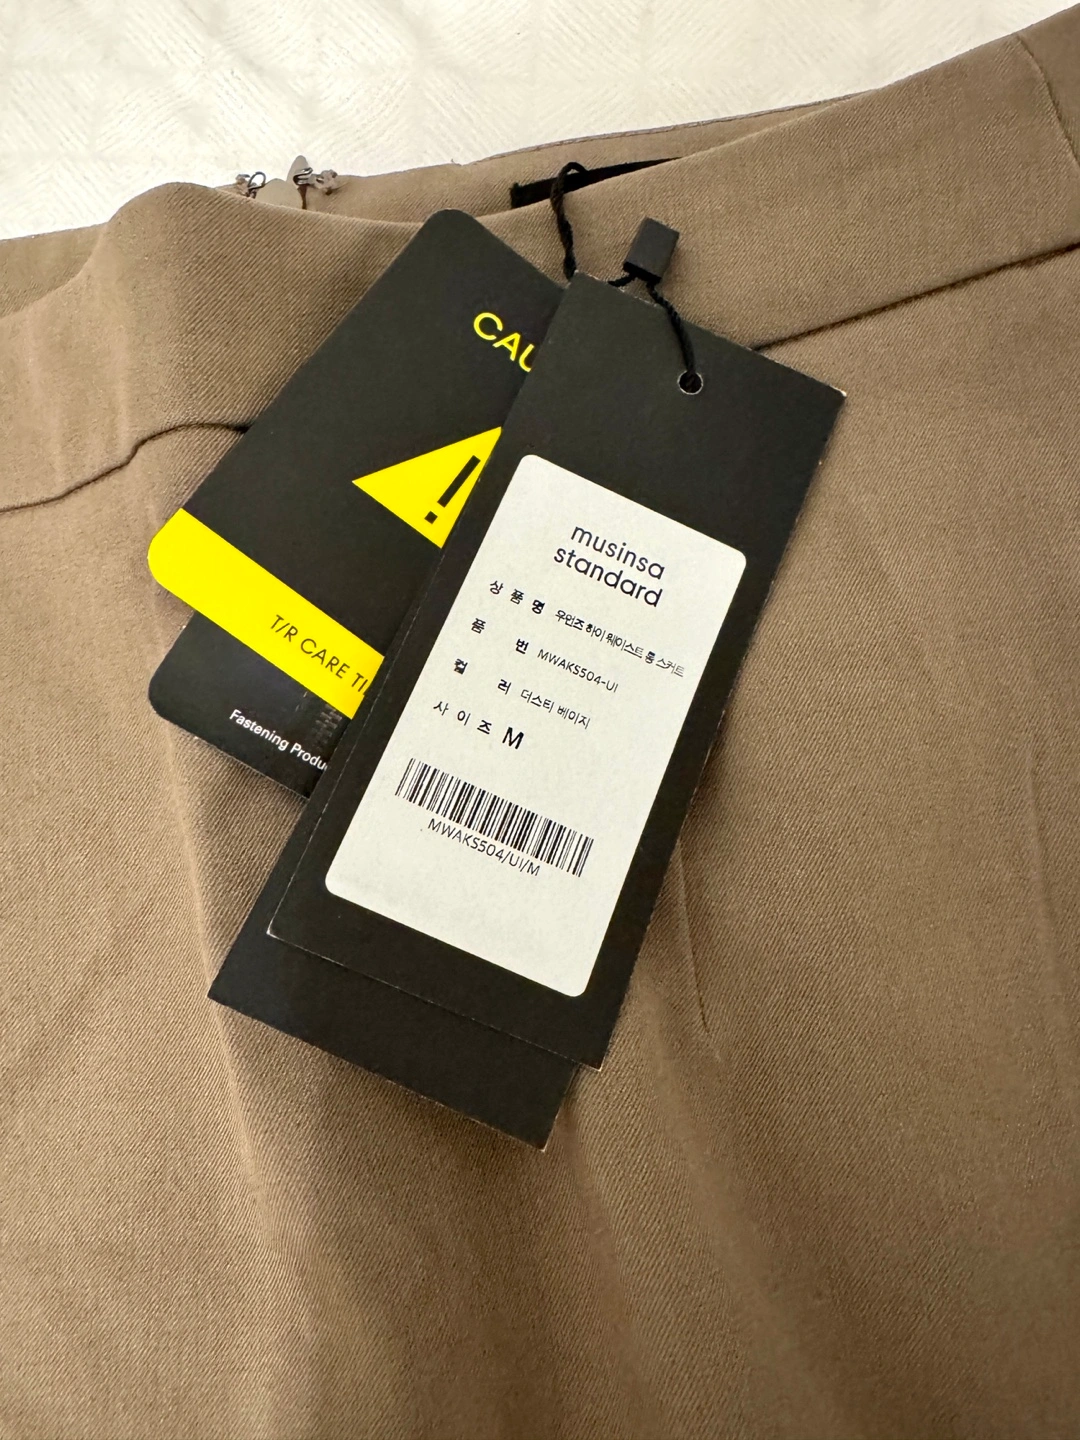 musinsa
standard
상 품 명 우먼즈 하이 웨이스트 롱 스커트
품 번 MWAKS504-UI
컬 러 더스티 베이지
사 이 즈 M
MWAKS504/UI/M
CAU
!
T/R CARE TI
Fastening Produ